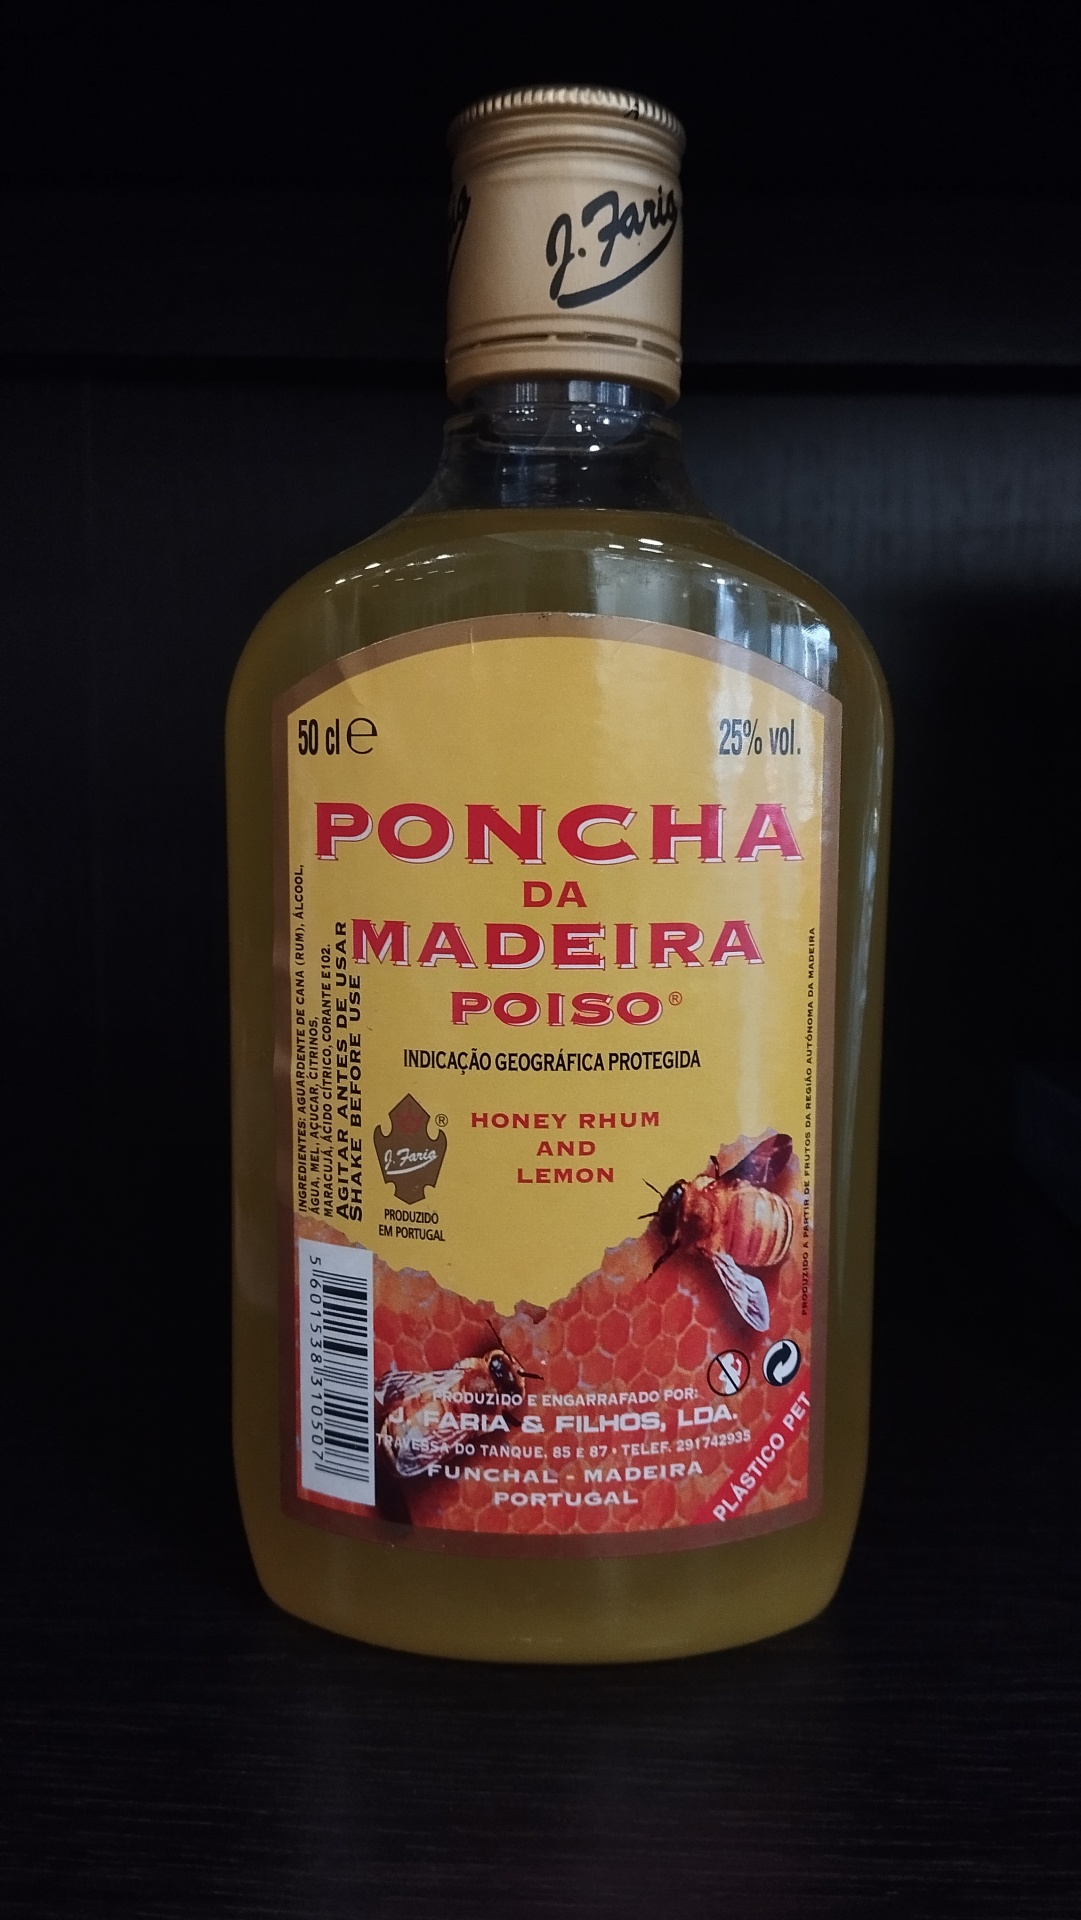 J. Faria
50 cl e
25% vol.
PONCHA
DA
MADEIRA
POISO®
INDICAÇÃO GEOGRÁFICA PROTEGIDA
HONEY RHUM
AND
LEMON
J. Faria ®
PRODUZIDO
EM PORTUGAL
INGREDIENTES: AGUARDENTE DE CANA (RUM), ÁLCOOL,
ÁGUA, MEL, AÇUCAR, CITRINOS,
MARACUJÁ, ÁCIDO CÍTRICO, CORANTE E102.
AGITAR ANTES DE USAR
SHAKE BEFORE USE
PRODUZIDO A PARTIR DE FRUTOS DA REGIÃO AUTÓNOMA DA MADEIRA
5 601538 310507
PRODUZIDO E ENGARRAFADO POR:
J. FARIA & FILHOS, LDA.
TRAVESSA DO TANQUE, 85 E 87 • TELEF. 291742935
FUNCHAL - MADEIRA
PORTUGAL
PLÁSTICO PET